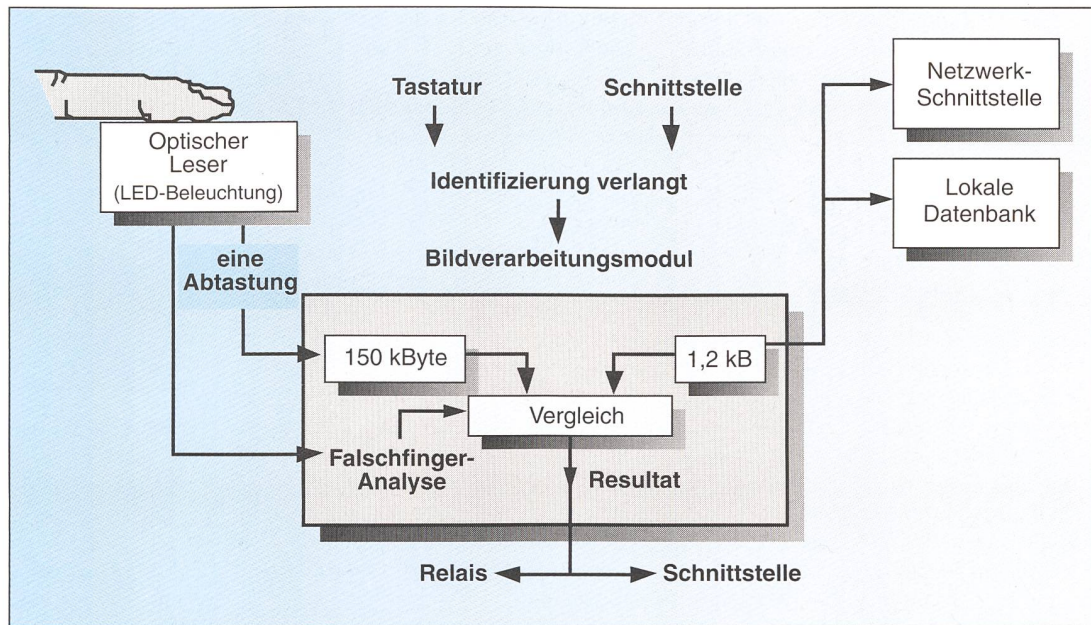 Optischer
Leser
(LED-Beleuchtung)
eine
Abtastung
Tastatur
Schnittstelle
Identifizierung verlangt
Bildverarbeitungsmodul
Netzwerk-
Schnittstelle
Lokale
Datenbank
150 kByte
1,2 kB
Vergleich
Falschfinger-
Analyse
Resultat
Relais
Schnittstelle